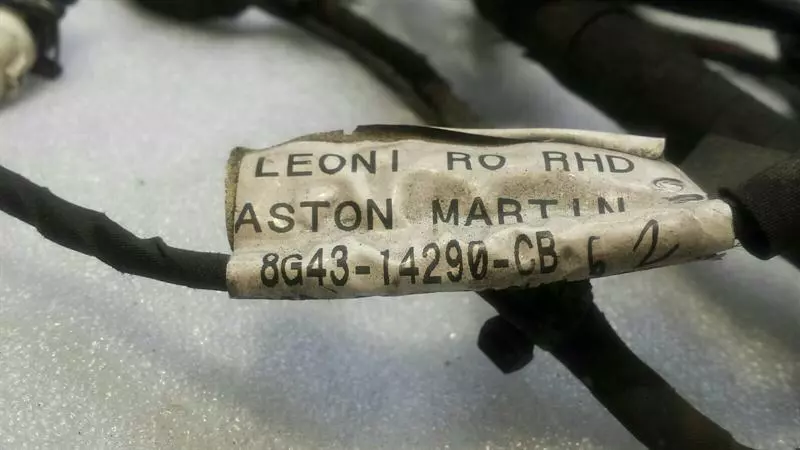 LEONI RO RHD
ASTON MARTIN
8G43-14290-CB